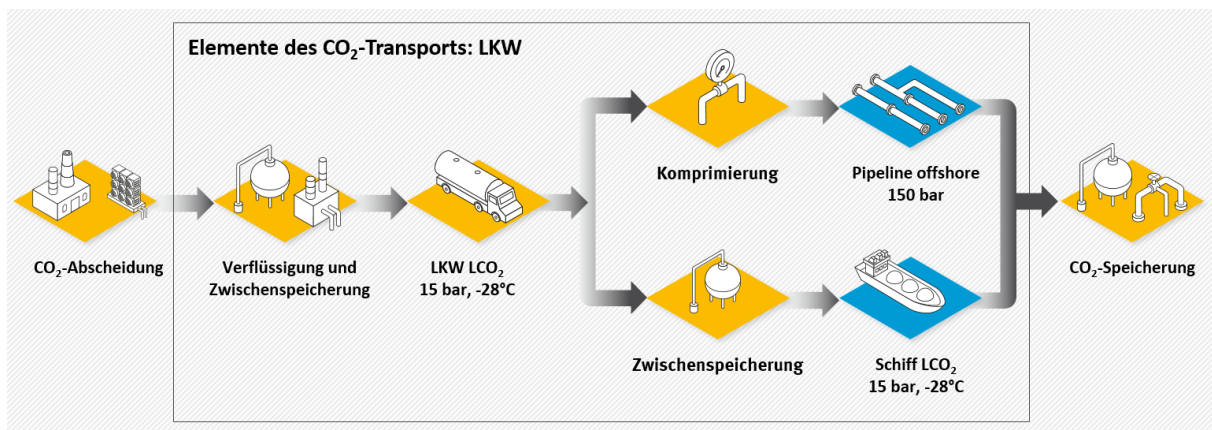 Elemente des CO₂-Transports: LKW
CO₂-Abscheidung
Verflüssigung und
Zwischenspeicherung
LKW LCO₂
15 bar, -28°C
Komprimierung
Pipeline offshore
150 bar
Zwischenspeicherung
Schiff LCO₂
15 bar, -28°C
CO₂-Speicherung